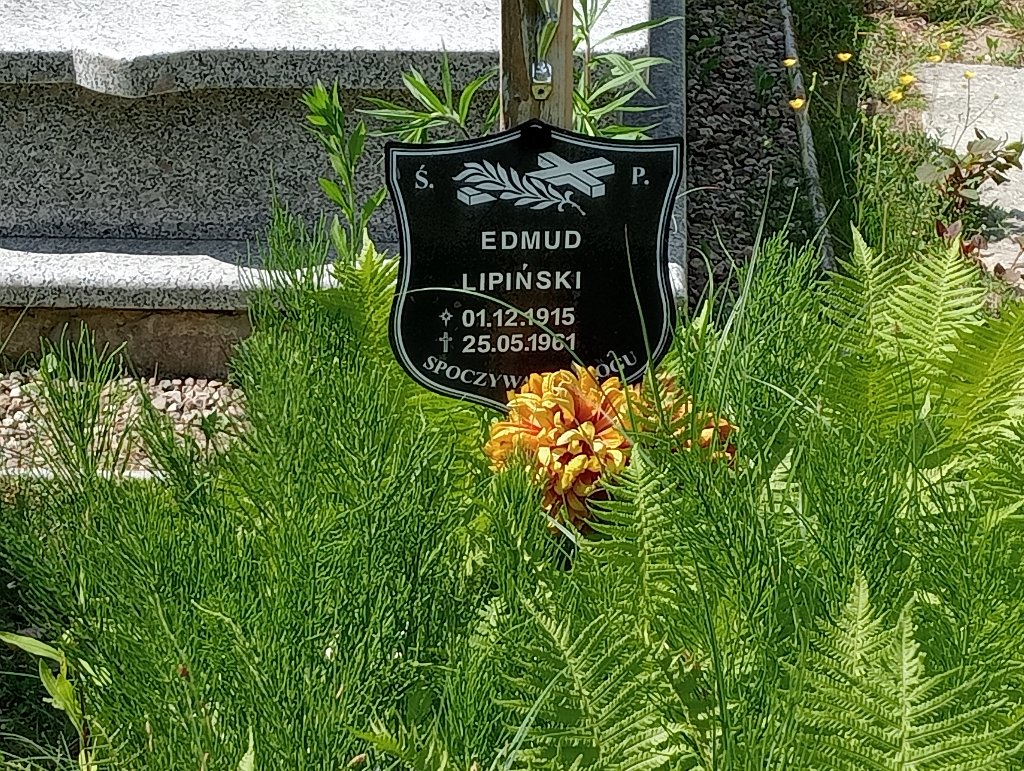 Ś. P.
EDMUD
LIPIŃSKI
01.12.1915
25.05.1961